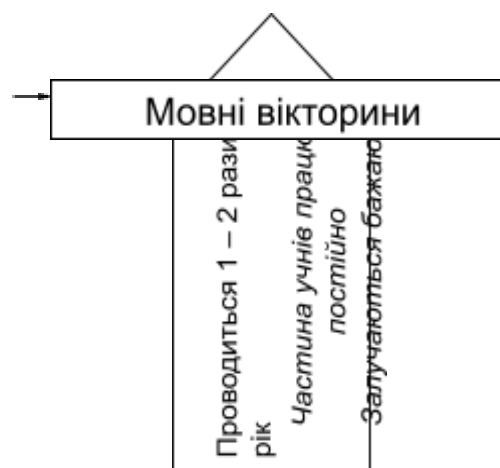 Мовні вікторини
Проводиться 1 – 2 рази
рік
Частина учнів працю
постійно
Залучаються бажаю